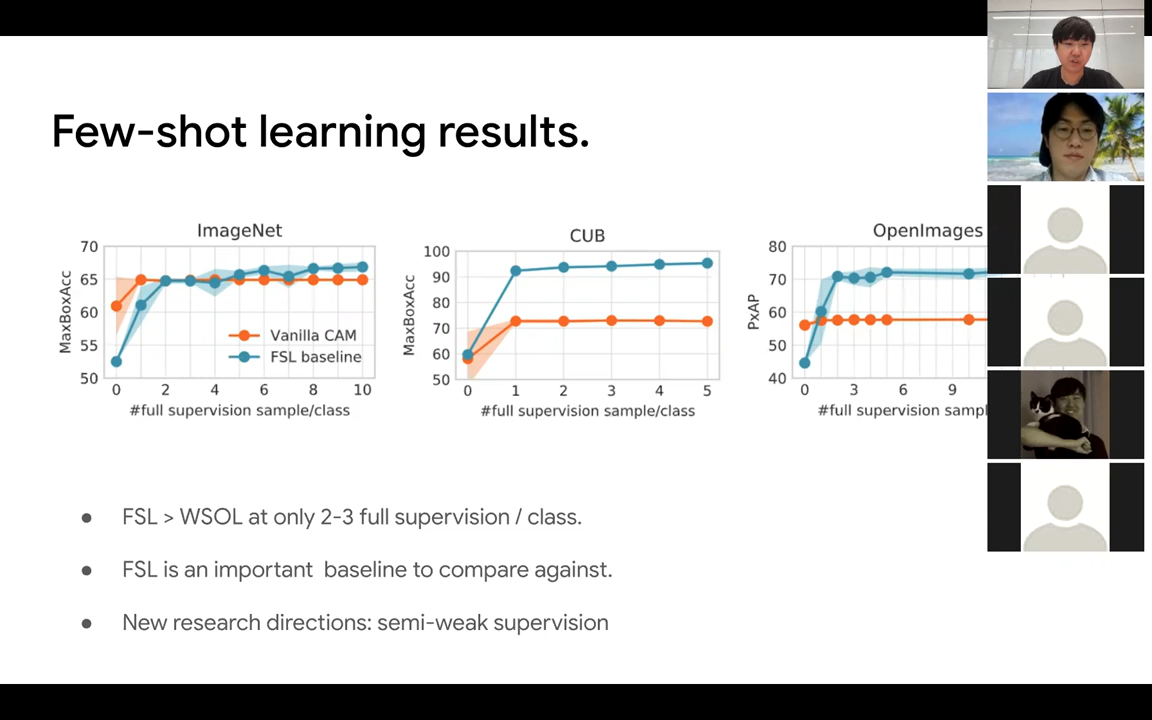 Few-shot learning results.
ImageNet
MaxBoxAcc
70
65
60
55
50
0 2 4 6 8 10
#full supervision sample/class
Vanilla CAM
FSL baseline
CUB
MaxBoxAcc
100
90
80
70
60
50
0 1 2 3 4 5
#full supervision sample/class
OpenImages
PxAP
80
70
60
50
40
0 3 6 9
#full supervision sampl
● FSL > WSOL at only 2-3 full supervision / class.
● FSL is an important baseline to compare against.
● New research directions: semi-weak supervision